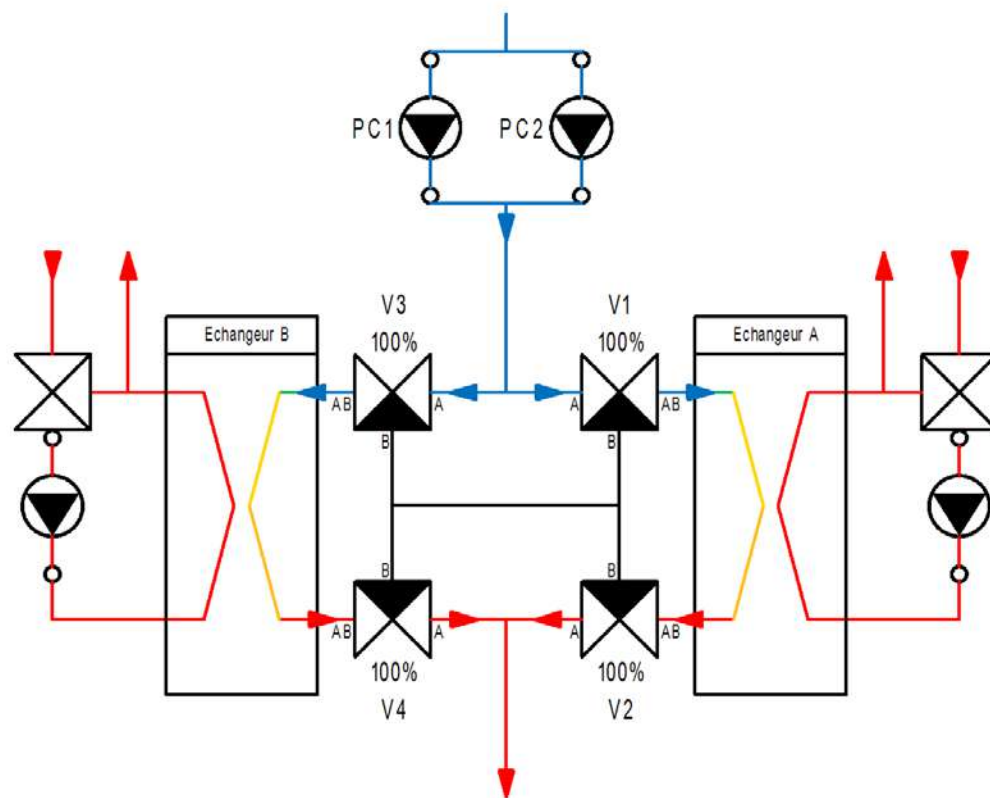 PC1
PC2
V3
V1
Echangeur B
100%
100%
Echangeur A
AB
A
A
AB
B
B
B
B
AB
A
A
AB
100%
100%
V4
V2